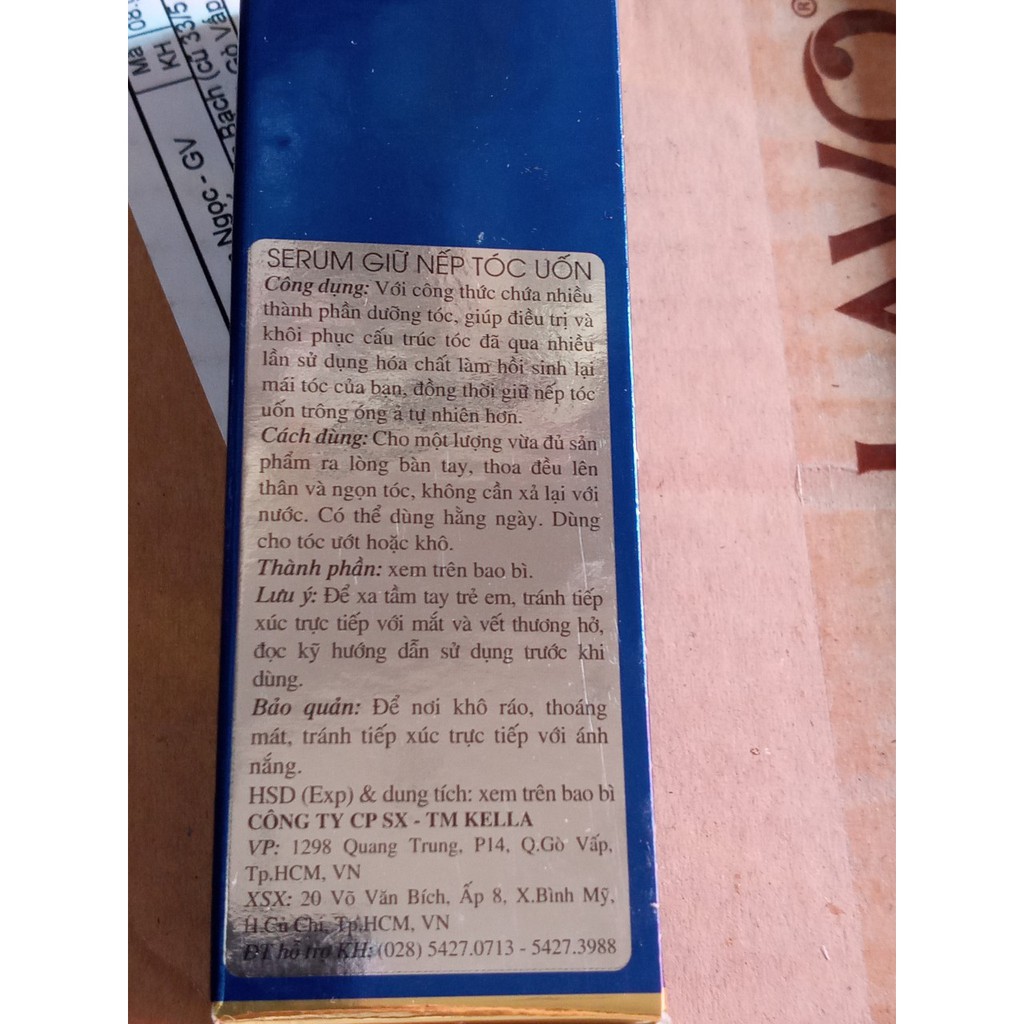 SERUM GIỮ NẾP TÓC UỐN
Công dụng: Với công thức chứa nhiều
thành phần dưỡng tóc, giúp điều trị và
khôi phục cấu trúc tóc đã qua nhiều
lần sử dụng hóa chất làm hồi sinh lại
mái tóc của bạn, đồng thời giữ nếp tóc
uốn trông óng ả tự nhiên hơn.
Cách dùng: Cho một lượng vừa đủ sản
phẩm ra lòng bàn tay, thoa đều lên
thân và ngọn tóc, không cần xả lại với
nước. Có thể dùng hằng ngày. Dùng
cho tóc ướt hoặc khô.
Thành phần: xem trên bao bì.
Lưu ý: Để xa tầm tay trẻ em, tránh tiếp
xúc trực tiếp với mắt và vết thương hở,
đọc kỹ hướng dẫn sử dụng trước khi
dùng.
Bảo quản: Để nơi khô ráo, thoáng
mát, tránh tiếp xúc trực tiếp với ánh
nắng.
HSD (Exp) & dung tích: xem trên bao bì
CÔNG TY CP SX - TM KELLA
VP: 1298 Quang Trung, P14, Q.Gò Vấp,
Tp.HCM, VN
XSX: 20 Võ Văn Bích, Ấp 8, X.Bình Mỹ,
H.Củ Chi, Tp.HCM, VN
ĐT hỗ trợ KH: (028) 5427.0713 - 5427.3988
KH
Ngọc - GV
Bạch (cũ 33/5
Gò Vấp